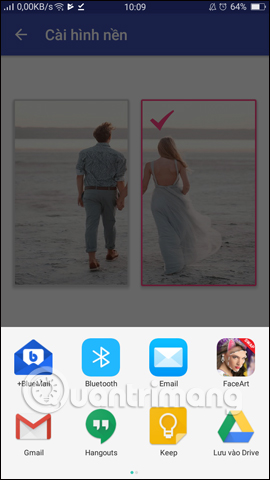 0,00KB/s 10:09 64%
Cài hình nền
+BlueMail Bluetooth Email FaceArt
Quantrimang
Gmail Hangouts Keep Lưu vào Drive